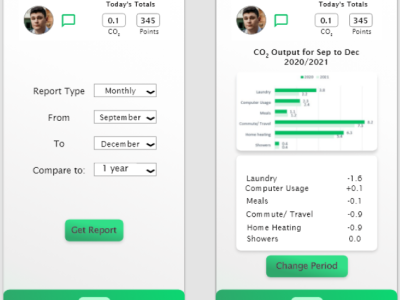 Today's Totals
0.1 345
CO2 Points
Report Type Monthly
From September
To December
Compare to: 1 year
Get Report
Today's Totals
0.1 345
CO2 Points
CO2 Output for Sep to Dec
2020/2021
Laundry
Computer Usage
Meals
Commute/ Travel
Home heating
Showers
Laundry -1.6
Computer Usage +0.1
Meals -0.1
Commute/ Travel -0.9
Home Heating -0.9
Showers 0.0
Change Period